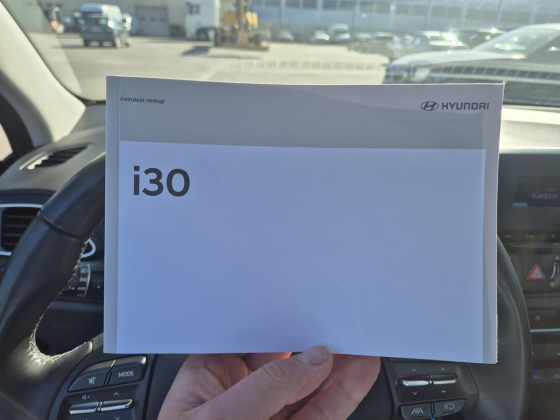 Instrukcja obsługi
HYUNDAI
i30
MODE